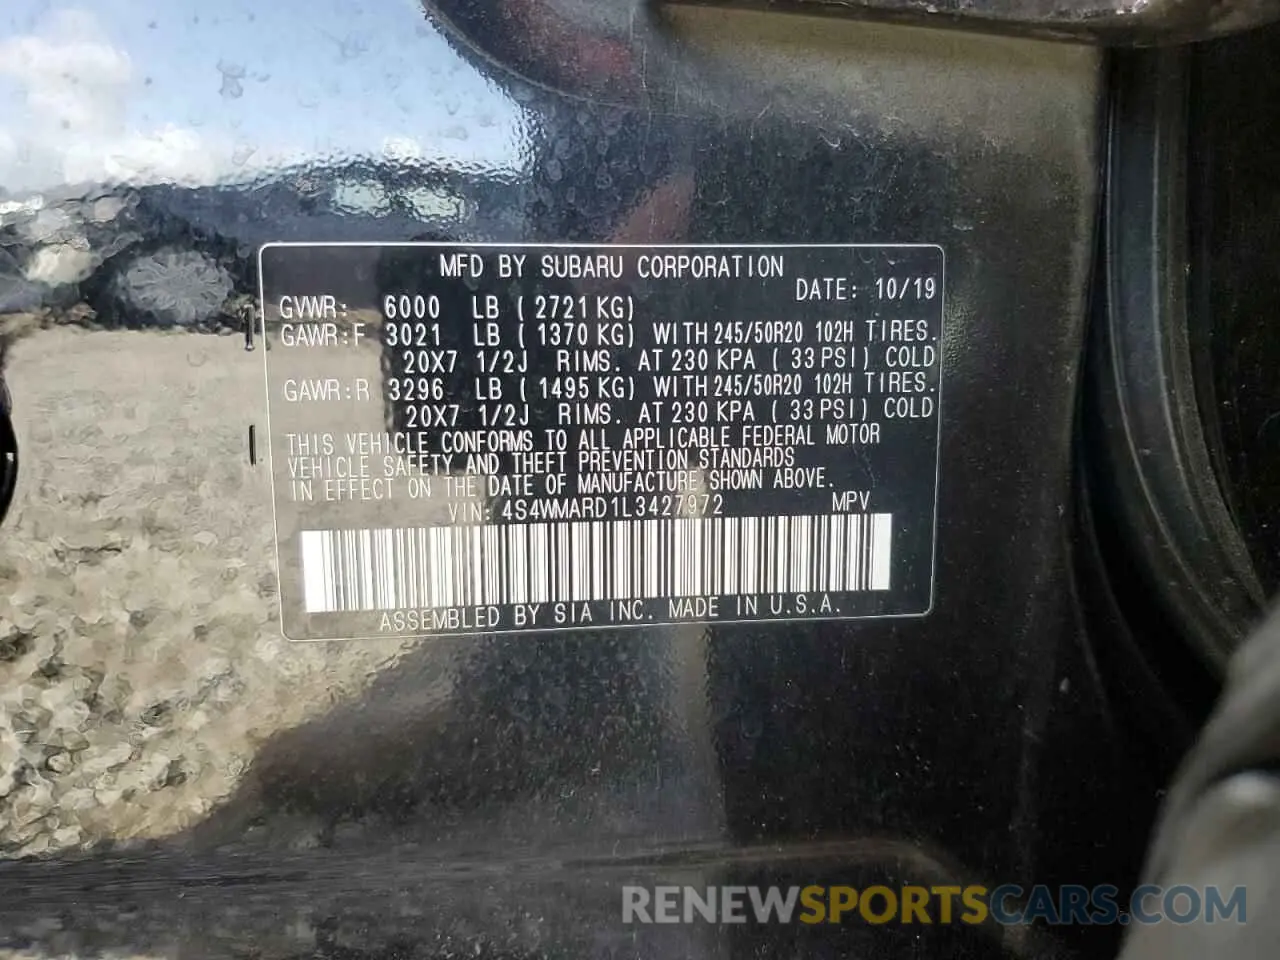 MFD BY SUBARU CORPORATION
DATE: 10/19
GVWR: 6000 LB ( 2721 KG)
GAWR:F 3021 LB ( 1370 KG) WITH 245/50R20 102H TIRES.
20X7 1/2J RIMS. AT 230 KPA ( 33 PSI) COLD
GAWR:R 3296 LB ( 1495 KG) WITH 245/50R20 102H TIRES.
20X7 1/2J RIMS. AT 230 KPA ( 33 PSI) COLD
THIS VEHICLE CONFORMS TO ALL APPLICABLE FEDERAL MOTOR
VEHICLE SAFETY AND THEFT PREVENTION STANDARDS
IN EFFECT ON THE DATE OF MANUFACTURE SHOWN ABOVE.
VIN: 4S4WMARD1L3427972 MPV
ASSEMBLED BY SIA INC. MADE IN U.S.A.
RENEWSPORTSCARS.COM